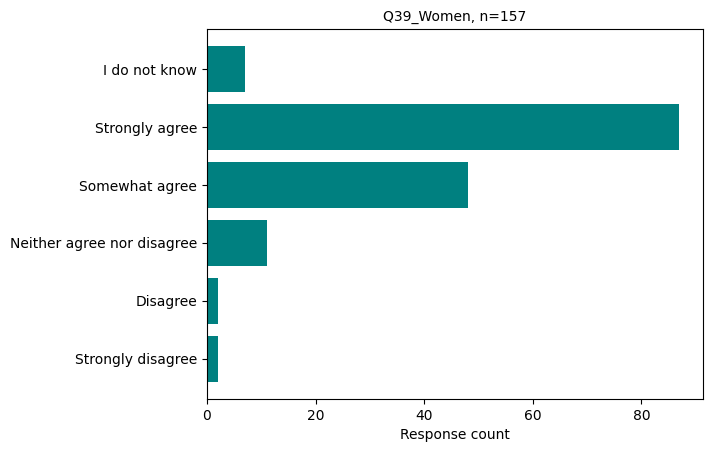 Q39_Women, n=157
I do not know
Strongly agree
Somewhat agree
Neither agree nor disagree
Disagree
Strongly disagree
0 20 40 60 80
Response count